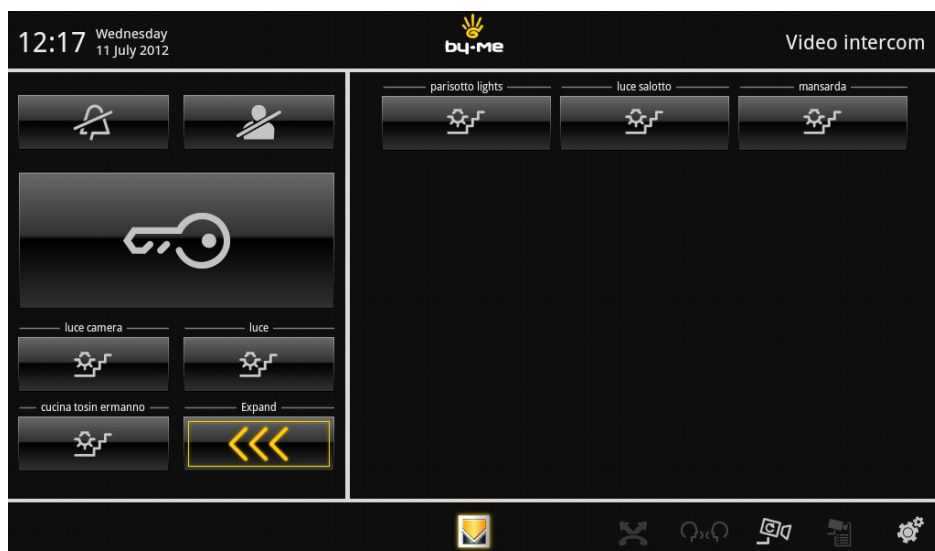 12:17 Wednesday
11 July 2012
by-me
Video intercom
parisotto lights
luce salotto
mansarda
luce camera
luce
cucina tosin ermanno
Expand